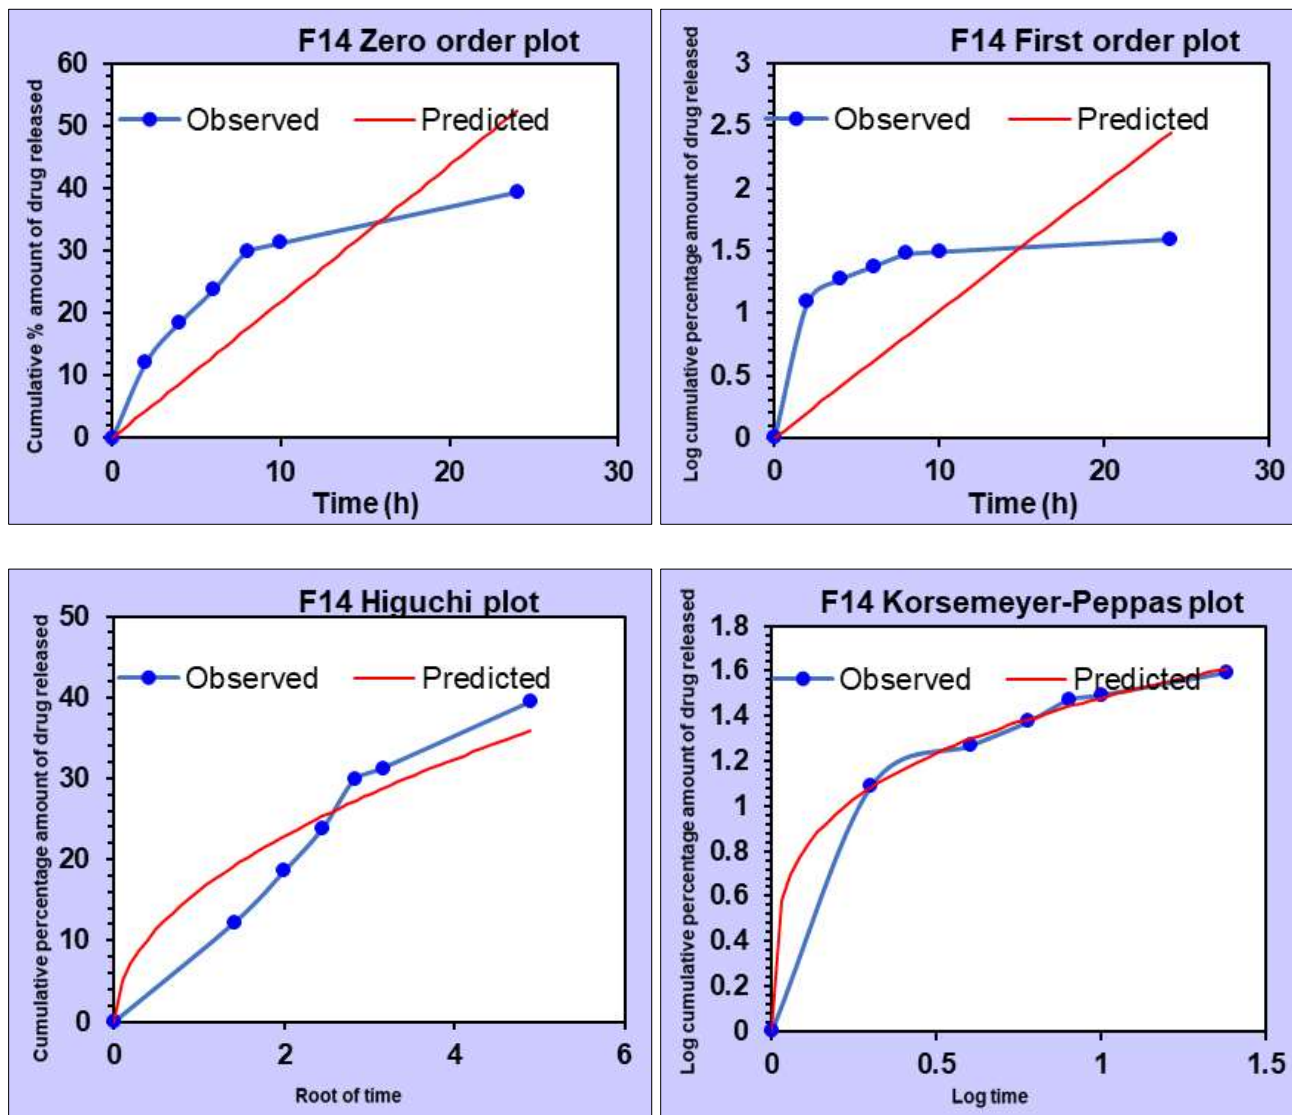 F14 Zero order plot
Cumulative % amount of drug released
60
50
40
30
20
10
0
Observed
Predicted
0
10
20
30
Time (h)
F14 First order plot
Log cumulative percentage amount of drug released
3
2.5
2
1.5
1
0.5
0
Observed
Predicted
0
10
20
30
Time (h)
F14 Higuchi plot
Cumulative percentage amount of drug released
50
40
30
20
10
0
Observed
Predicted
0
2
4
6
Root of time
F14 Korsemeyer-Peppas plot
Log cumulative percentage amount of drug released
1.8
1.6
1.4
1.2
1
0.8
0.6
0.4
0.2
0
Observed
Predicted
0
0.5
1
1.5
Log time